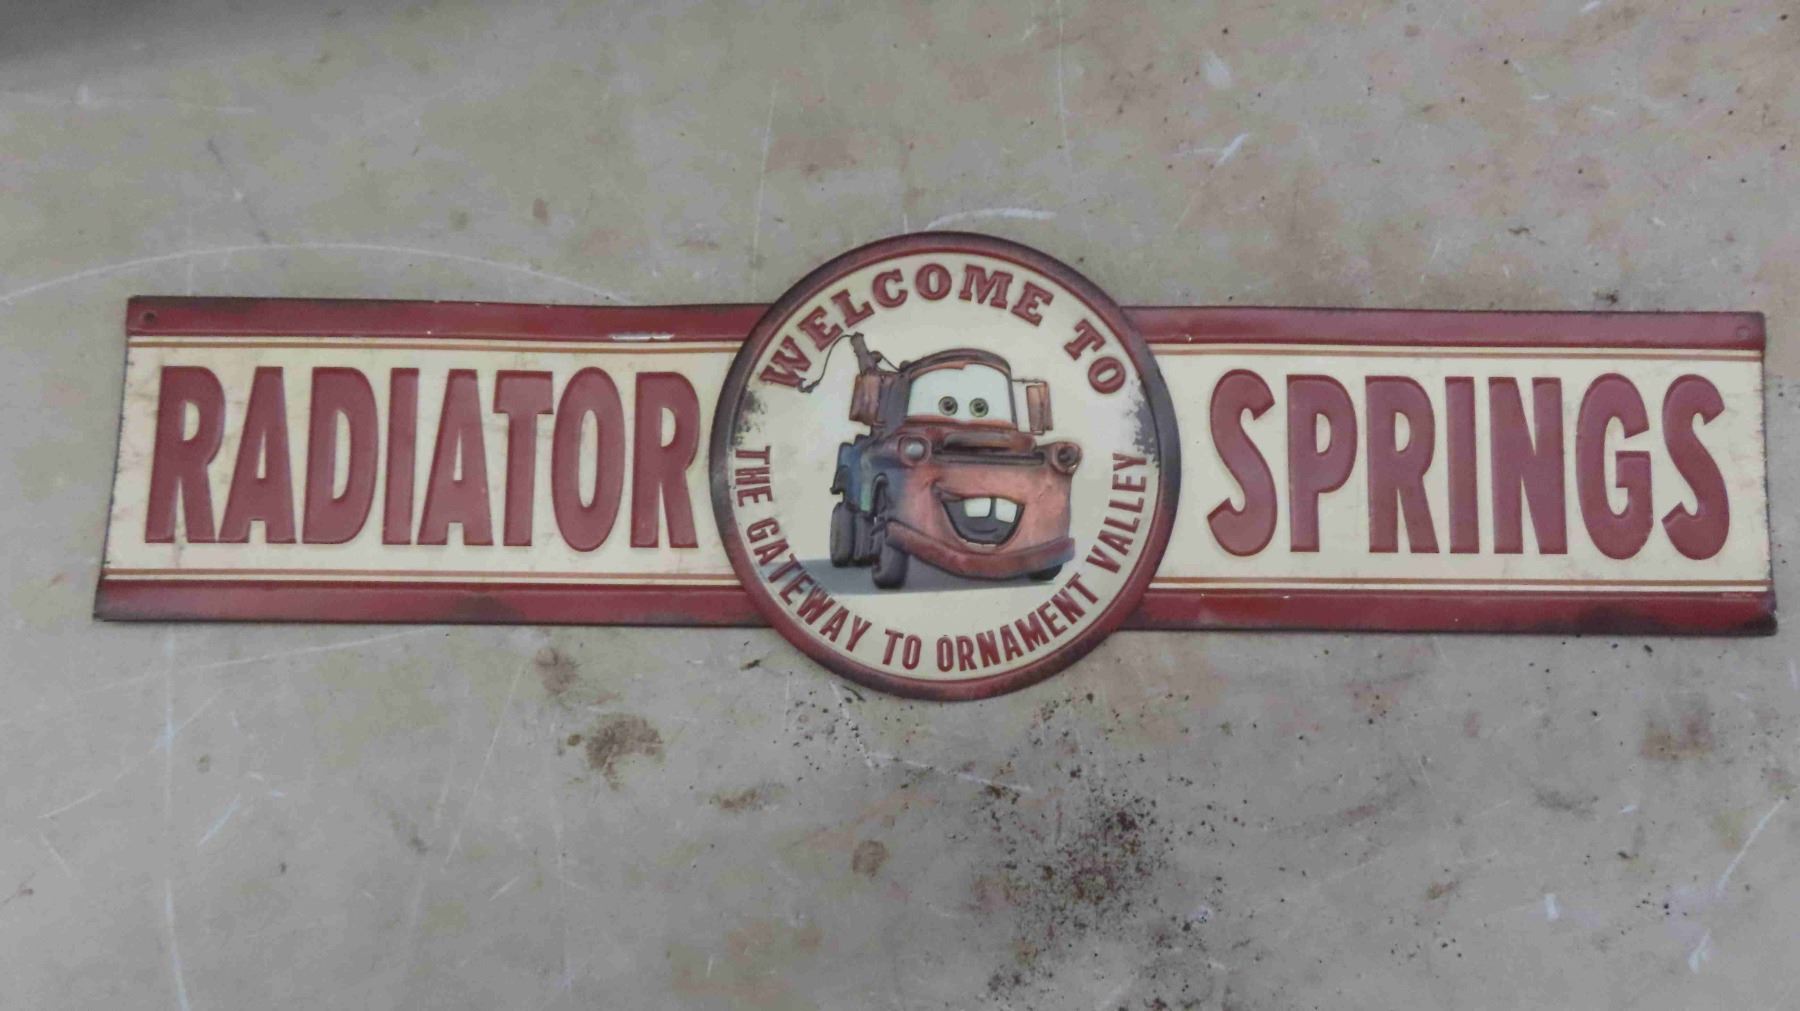 WELCOME TO
RADIATOR SPRINGS
THE GATEWAY TO ORNAMENT VALLEY